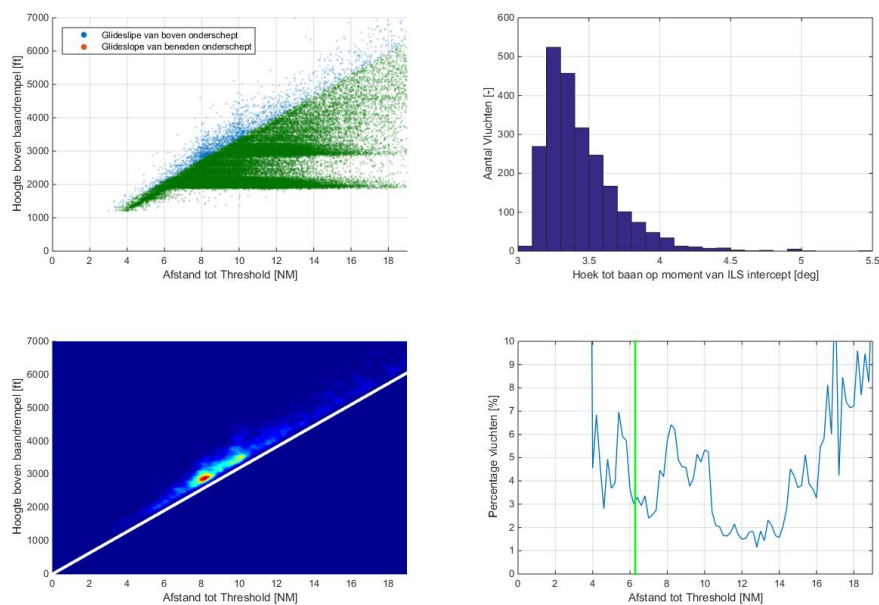 7000
6000
5000
4000
3000
2000
1000
0
Hoogte boven baandrempel [ft]
Glideslipe van boven onderschept
Glideslope van beneden onderschept
0 2 4 6 8 10 12 14 16 18
Afstand tot Threshold [NM]
600
500
400
300
200
100
0
Aantal Vluchten [-]
3 3.5 4 4.5 5 5.5
Hoek tot baan op moment van ILS intercept [deg]
7000
6000
5000
4000
3000
2000
1000
0
Hoogte boven baandrempel [ft]
0 2 4 6 8 10 12 14 16 18
Afstand tot Threshold [NM]
10
9
8
7
6
5
4
3
2
1
0
Percentage vluchten [%]
0 2 4 6 8 10 12 14 16 18
Afstand tot Threshold [NM]